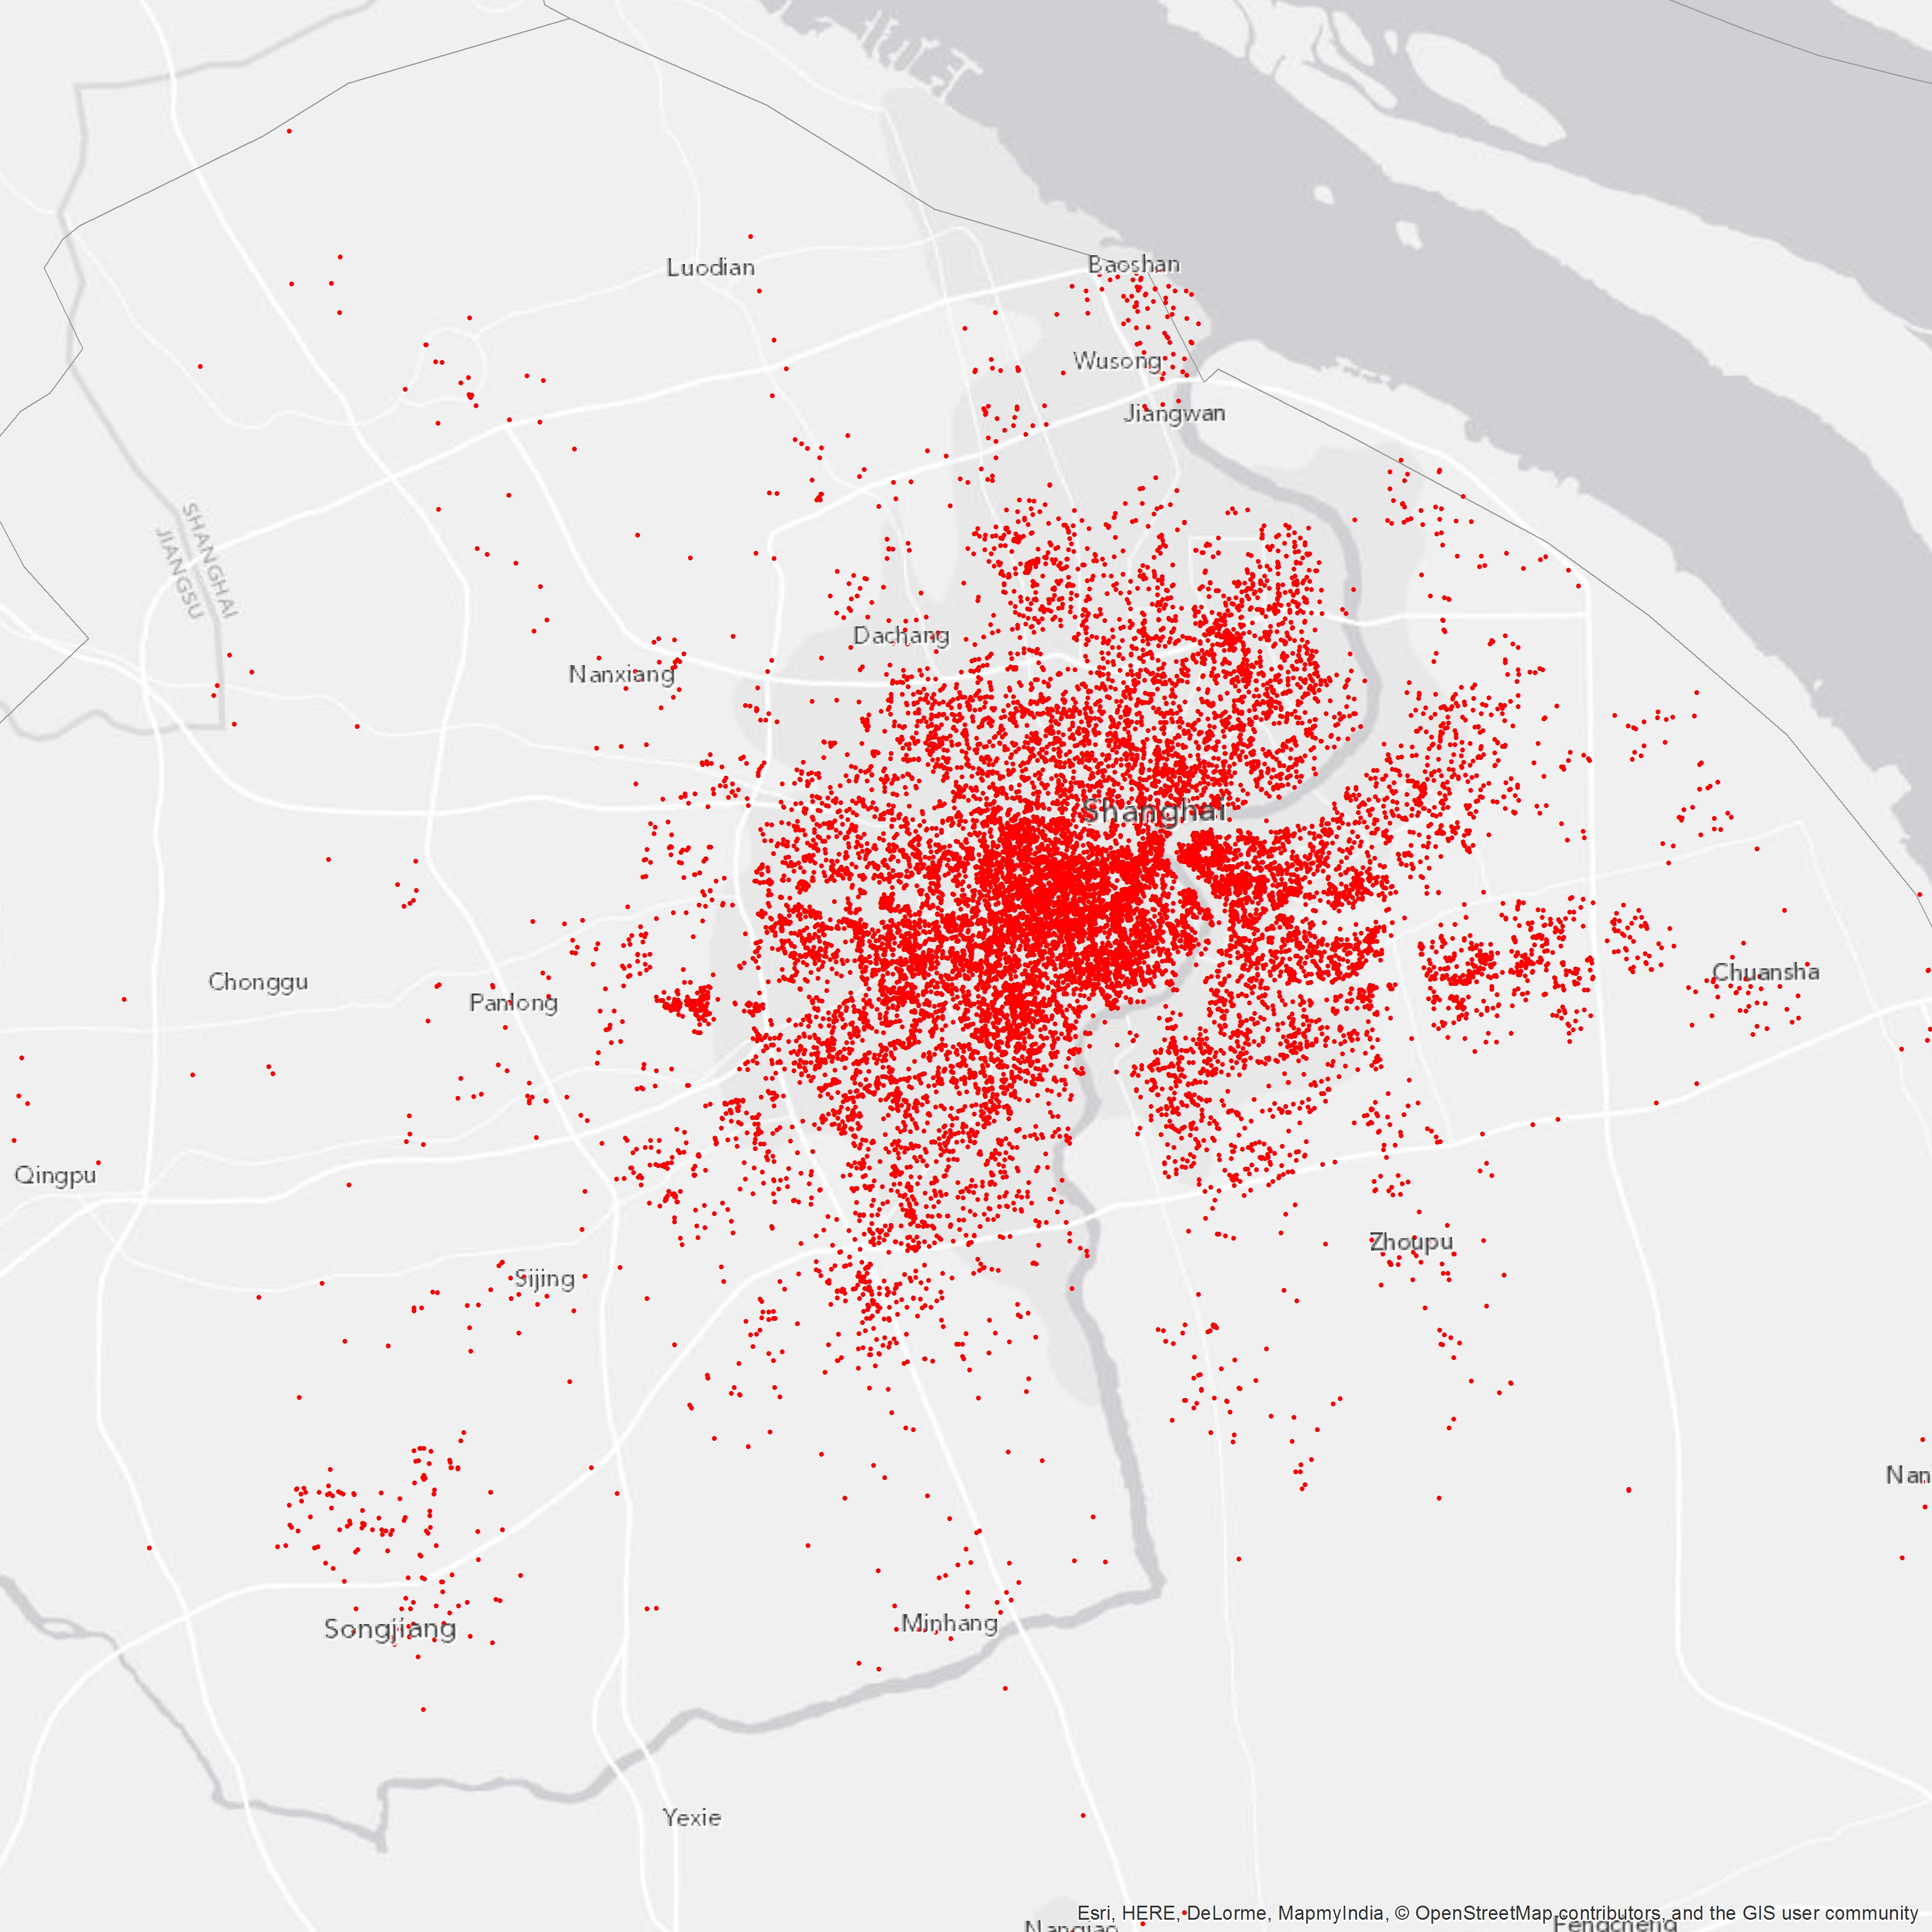 Luodian
Baoshan
Wusong
Jiangwan
SHANGHAI
JIANGSU
Dachang
Nanxiang
Shanghai
Chonggu
Panlong
Chuansha
Qingpu
Zhoupu
Sijing
Nan
Songjiang
Minhang
Yexie
Esri, HERE, DeLorme, MapmyIndia, © OpenStreetMap contributors, and the GIS user community
Nanqiao
Fengcheng